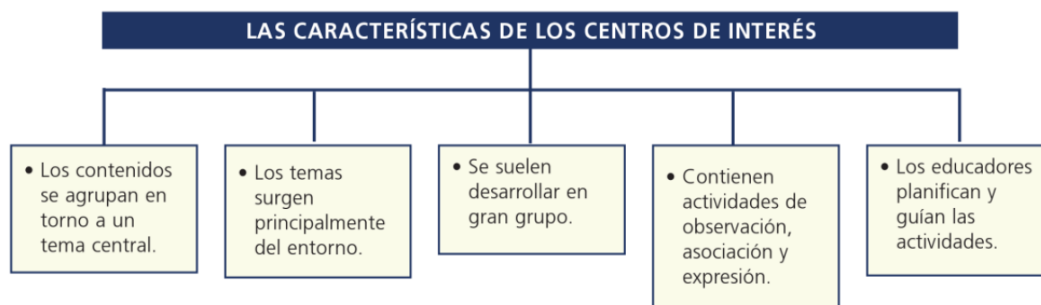 LAS CARACTERÍSTICAS DE LOS CENTROS DE INTERÉS
• Los contenidos
se agrupan en
torno a un
tema central.
• Los temas
surgen
principalmente
del entorno.
• Se suelen
desarrollar en
gran grupo.
• Contienen
actividades de
observación,
asociación y
expresión.
• Los educadores
planifican y
guían las
actividades.